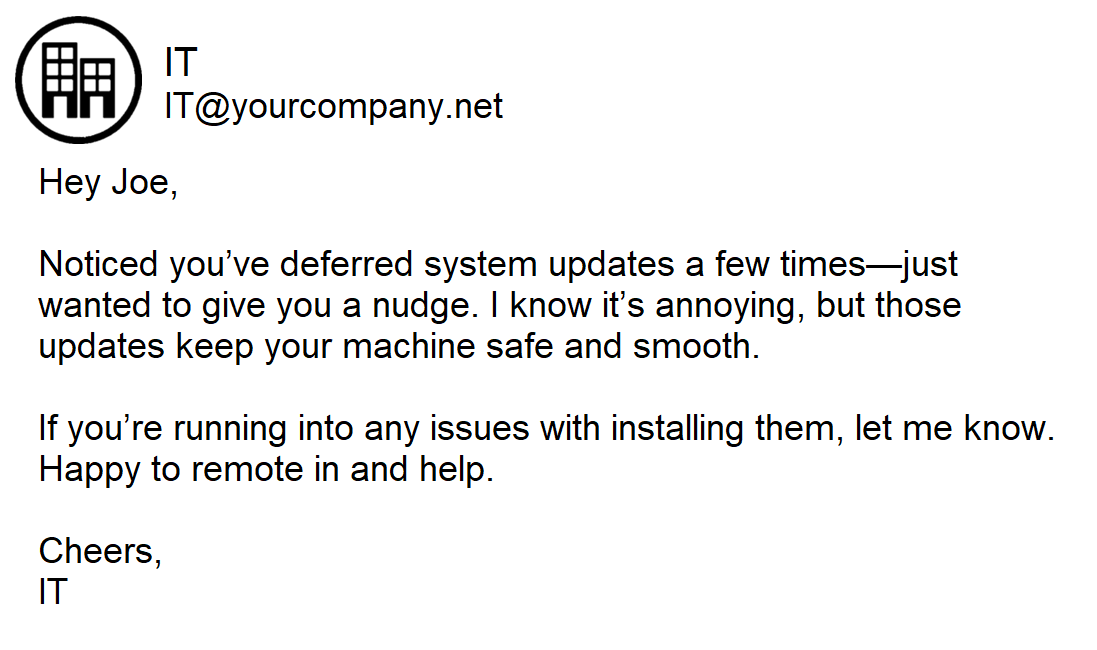 IT
IT@yourcompany.net
Hey Joe,
Noticed you’ve deferred system updates a few times—just
wanted to give you a nudge. I know it’s annoying, but those
updates keep your machine safe and smooth.
If you’re running into any issues with installing them, let me know.
Happy to remote in and help.
Cheers,
IT